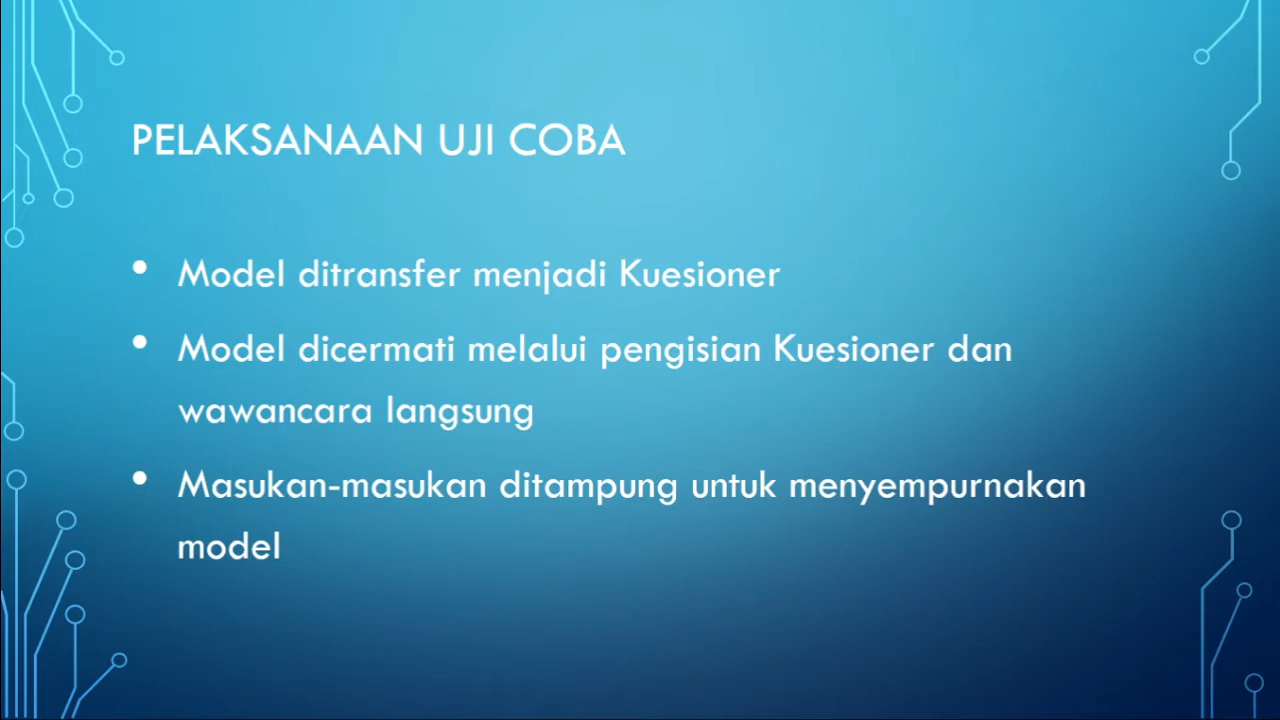 PELAKSANAAN UJI COBA
• Model ditransfer menjadi Kuesioner
• Model dicermati melalui pengisian Kuesioner dan
wawancara langsung
• Masukan-masukan ditampung untuk menyempurnakan
model